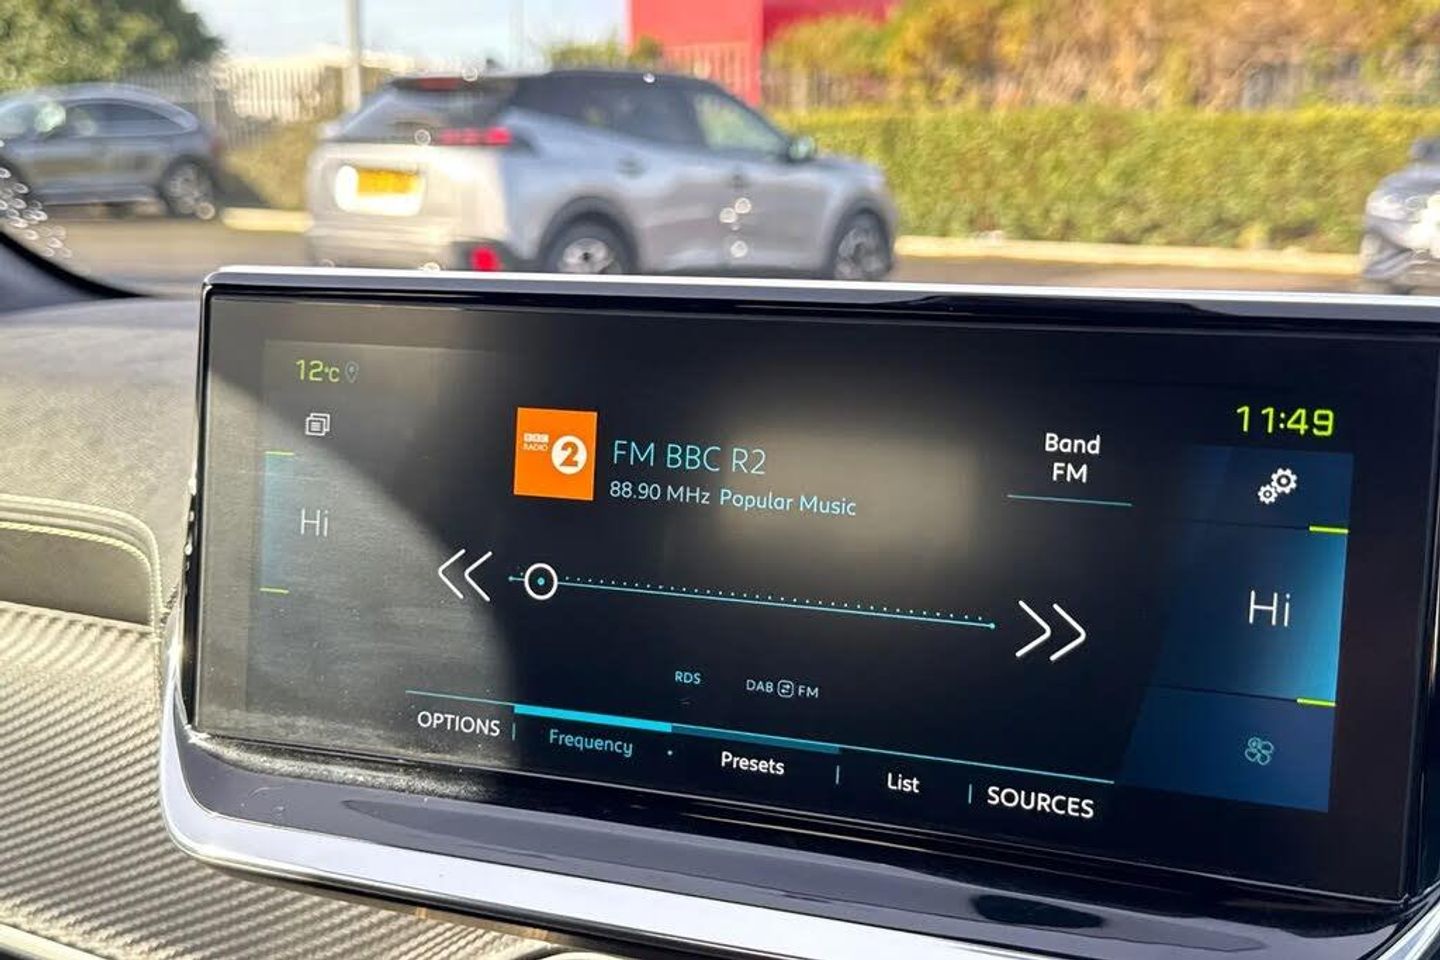 12°C
11:49
BBC
RADIO
2
FM BBC R2
88.90 MHz Popular Music
Band
FM
Hi
Hi
RDS
DAB FM
OPTIONS
Frequency
Presets
List
SOURCES